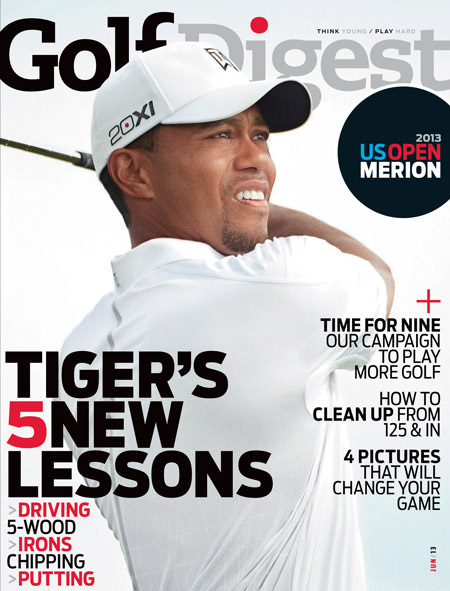 Golf Digest
THINK YOUNG / PLAY HARD
20XI
2013
US OPEN
MERION
+
TIME FOR NINE
OUR CAMPAIGN
TO PLAY
MORE GOLF
HOW TO
CLEAN UP FROM
125 & IN
4 PICTURES
THAT WILL
CHANGE YOUR
GAME
TIGER'S
5 NEW
LESSONS
>DRIVING
5-WOOD
>IRONS
CHIPPING
>PUTTING
JUN / 13